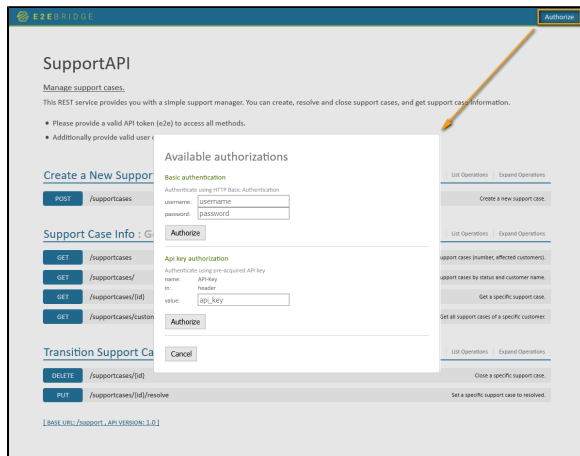 E2EBRIDGE
Authorize
SupportAPI
Manage support cases.
This REST service provides you with a simple support manager. You can create, resolve and close support cases, and get support case information.
• Please provide a valid API token (e2e) to access all methods.
• Additionally provide valid user
Available authorizations
Basic authentication
Authenticate using HTTP Basic Authentication
username: username
password: password
Authorize
Api key authorization
Authenticate using pre-acquired API key
name: API-Key
in: header
value: api_key
Authorize
Cancel
Create a New Suppor
List Operations | Expand Operations
POST /supportcases Create a new support case.
Support Case Info : G
List Operations | Expand Operations
GET /supportcases upport cases (number, affected customers).
GET /supportcases/ upport cases by status and customer name.
GET /supportcases/{id} Get a specific support case.
GET /supportcases/custon Get all support cases of a specific customer.
Transition Support Ca
List Operations | Expand Operations
DELETE /supportcases/{id} Close a specific support case.
PUT /supportcases/{id}/resolve Set a specific support case to resolved.
[ BASE URL: /support , API VERSION: 1.0 ]